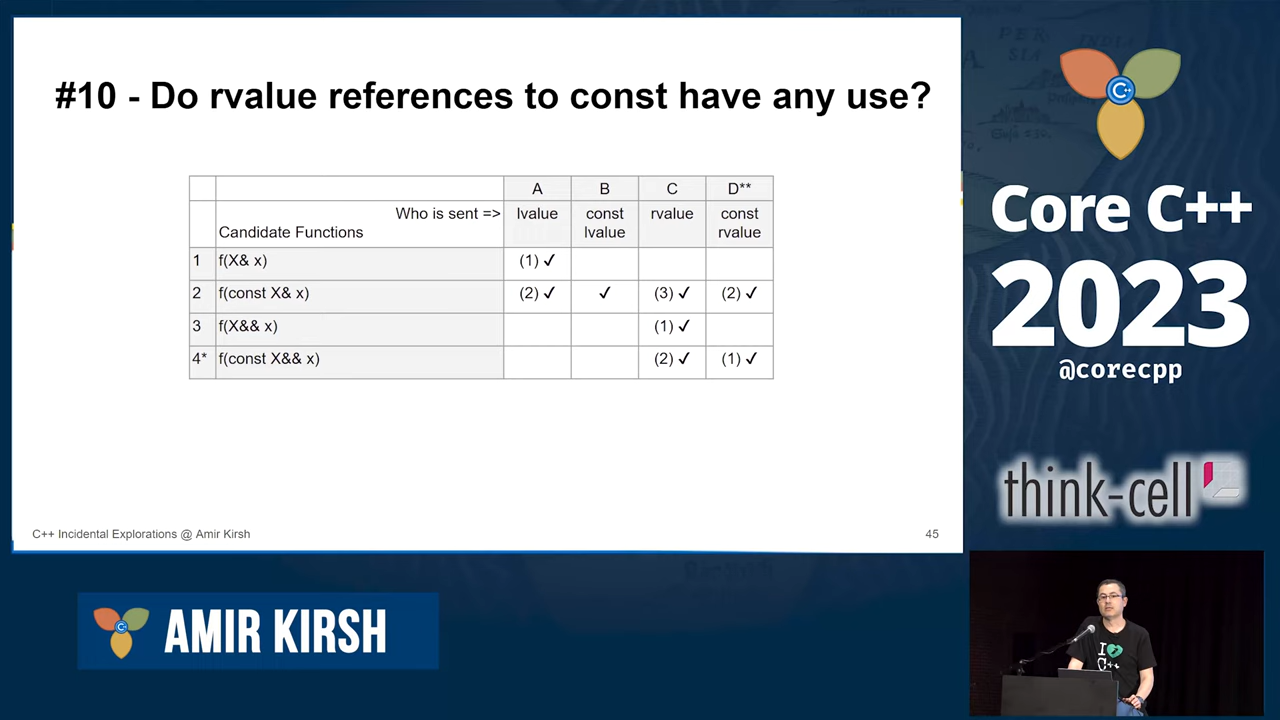 #10 - Do rvalue references to const have any use?
A B C D**
Who is sent =>
Candidate Functions
lvalue
const lvalue
rvalue
const rvalue
1 f(X& x) (1) ✓
2 f(const X& x) (2) ✓ ✓ (3) ✓ (2) ✓
3 f(X&& x) (1) ✓
4* f(const X&& x) (2) ✓ (1) ✓
C++ Incidental Explorations @ Amir Kirsh
45
C++
Core C++
2023
@corecpp
think-cell
C++
AMIR KIRSH
I
C++